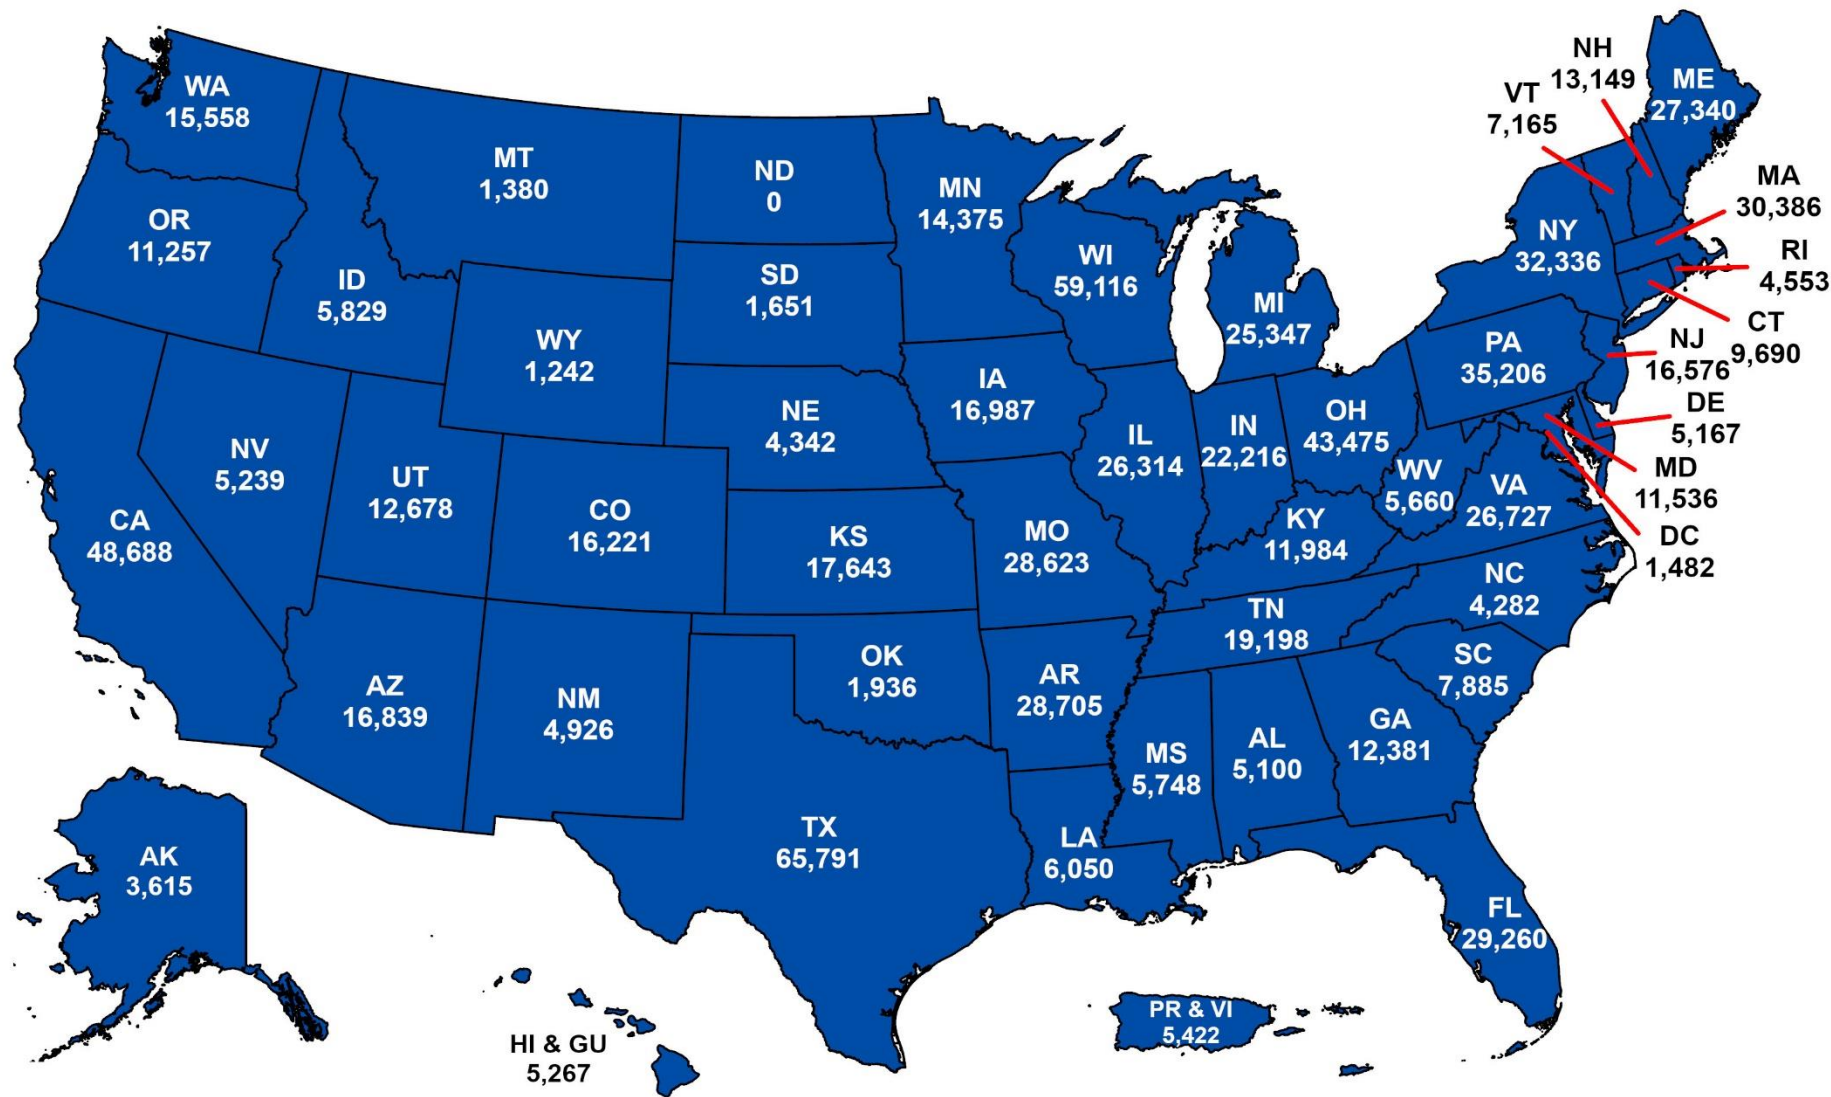 WA
15,558
OR
11,257
CA
48,688
NV
5,239
ID
5,829
MT
1,380
WY
1,242
UT
12,678
CO
16,221
AZ
16,839
NM
4,926
ND
0
SD
1,651
NE
4,342
KS
17,643
OK
1,936
TX
65,791
MN
14,375
IA
16,987
MO
28,623
AR
28,705
LA
6,050
WI
59,116
IL
26,314
MI
25,347
IN
22,216
OH
43,475
KY
11,984
TN
19,198
MS
5,748
AL
5,100
GA
12,381
FL
29,260
SC
7,885
NC
4,282
VA
26,727
WV
5,660
PA
35,206
NY
32,336
VT
7,165
NH
13,149
ME
27,340
MA
30,386
RI
4,553
CT
9,690
NJ
16,576
DE
5,167
MD
11,536
DC
1,482
AK
3,615
HI & GU
5,267
PR & VI
5,422